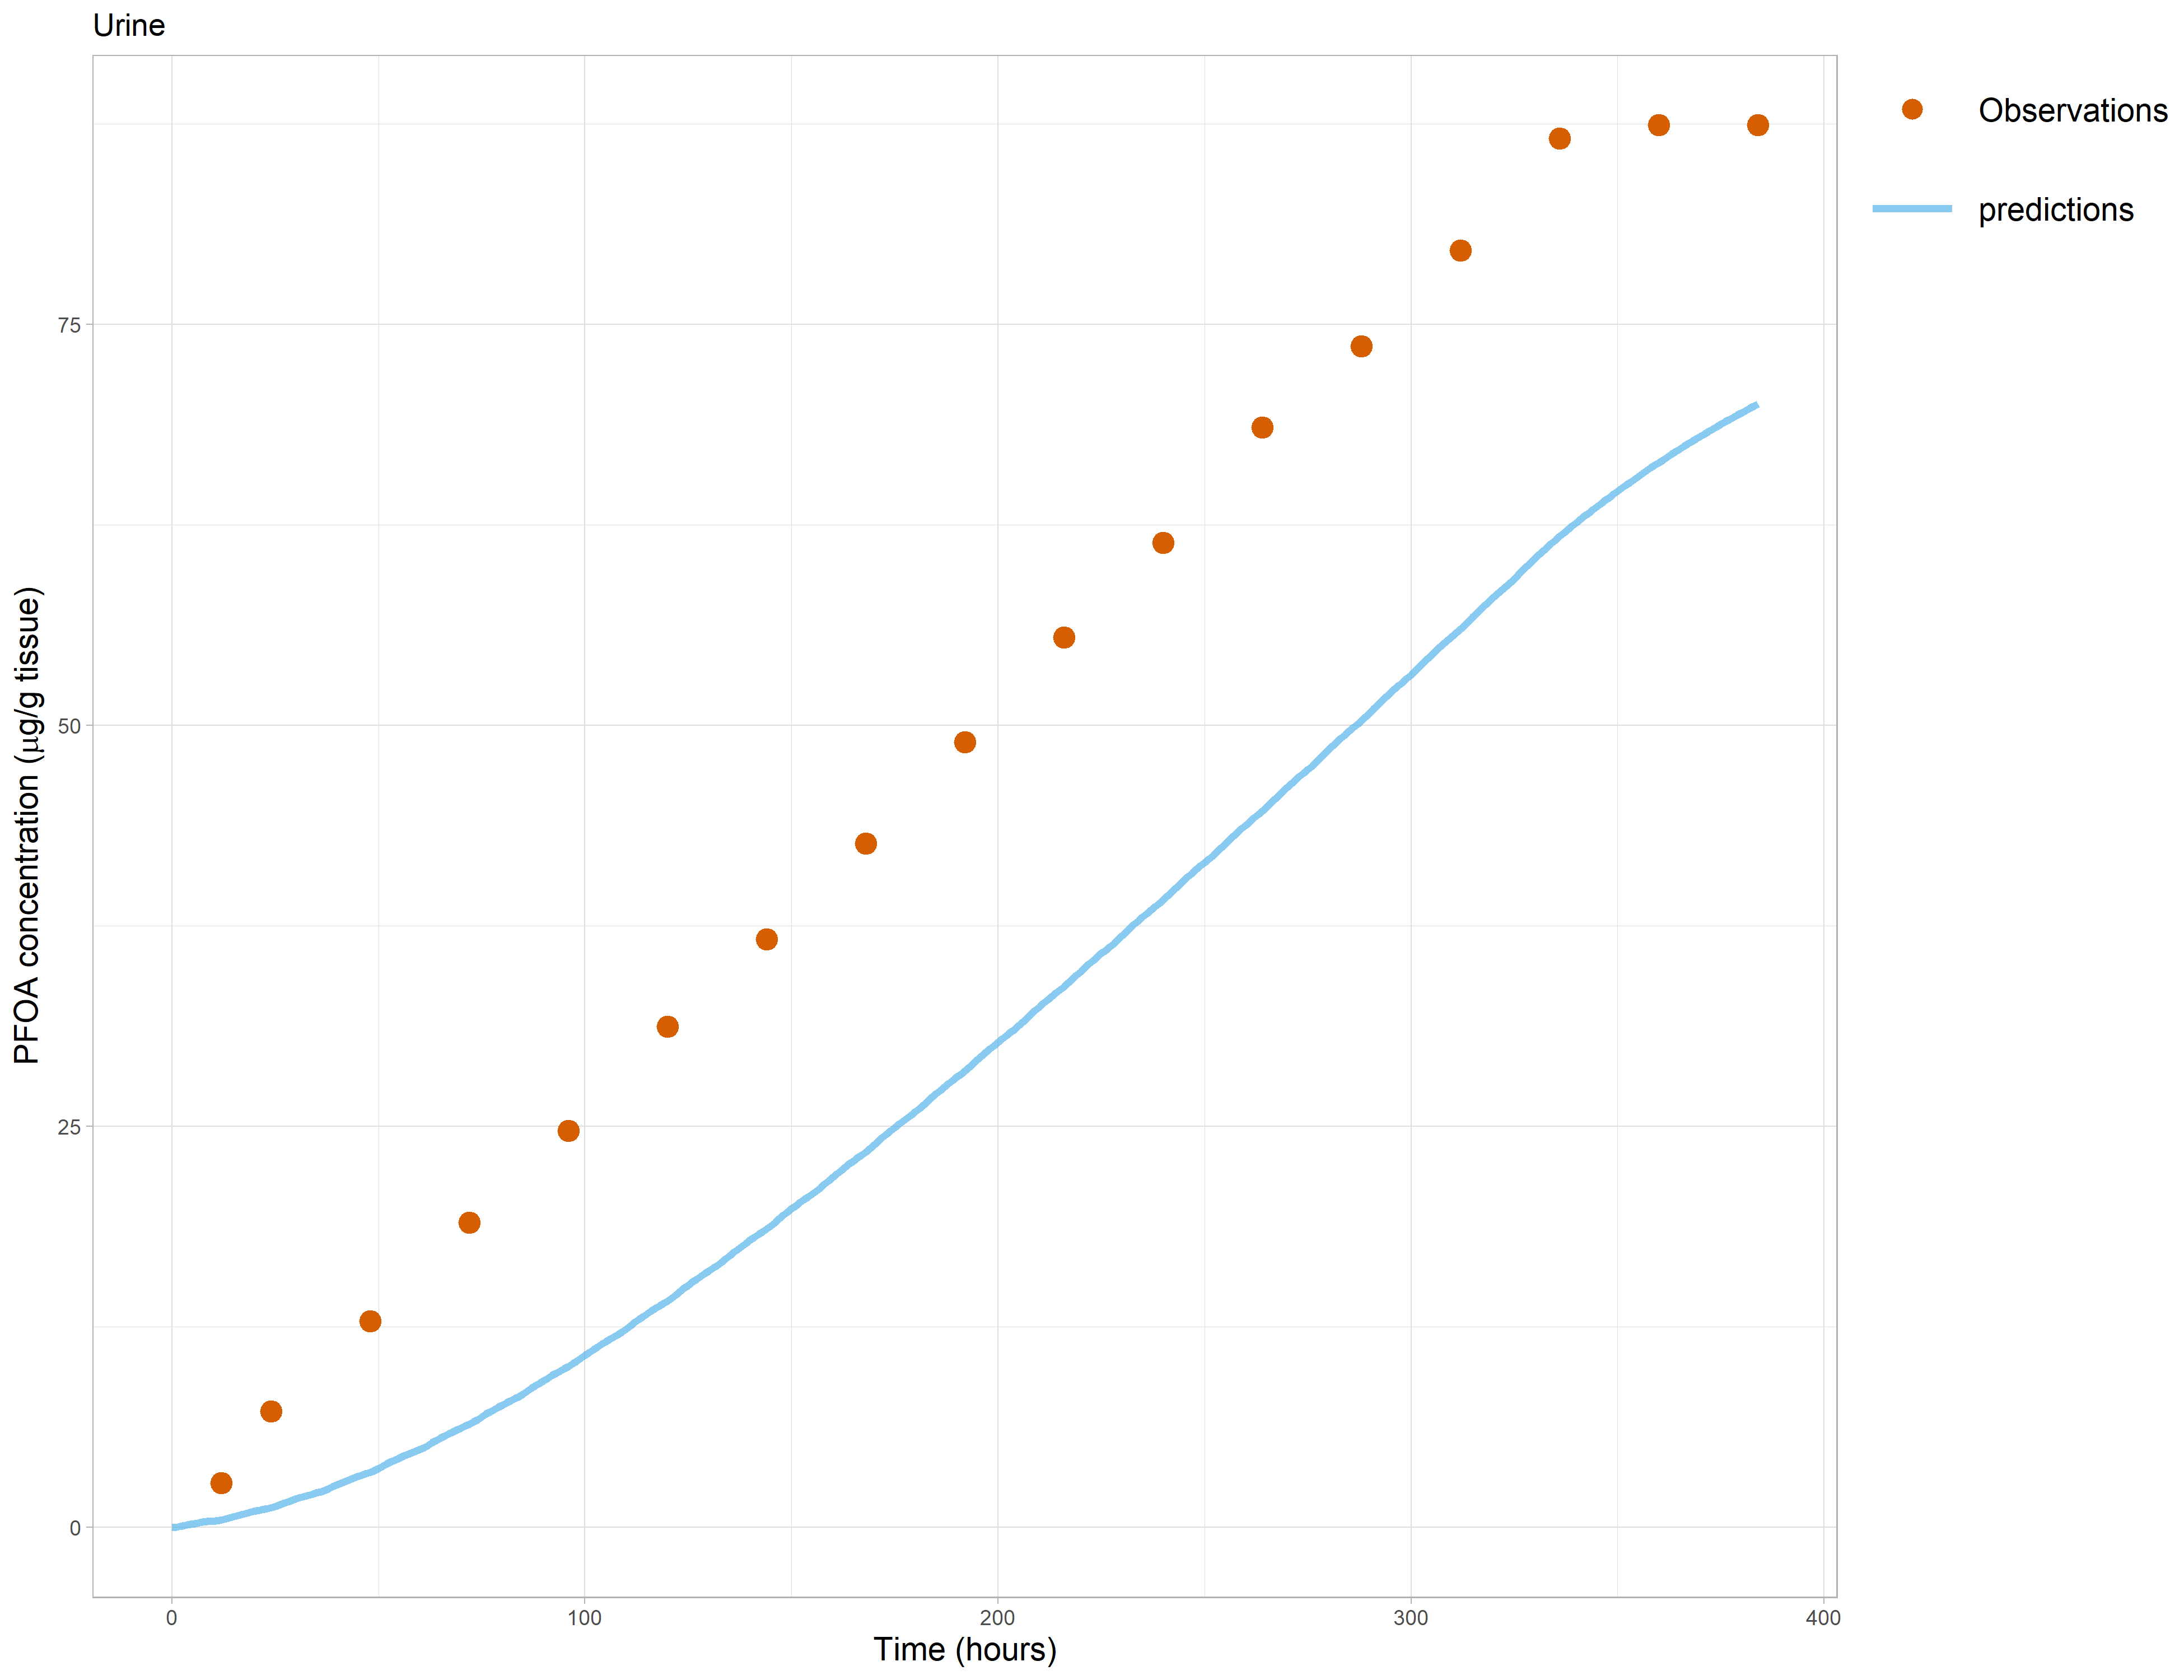 Urine
PFOA concentration (μg/g tissue)
75
50
25
0
0 100 200 300 400
Time (hours)
Observations
predictions